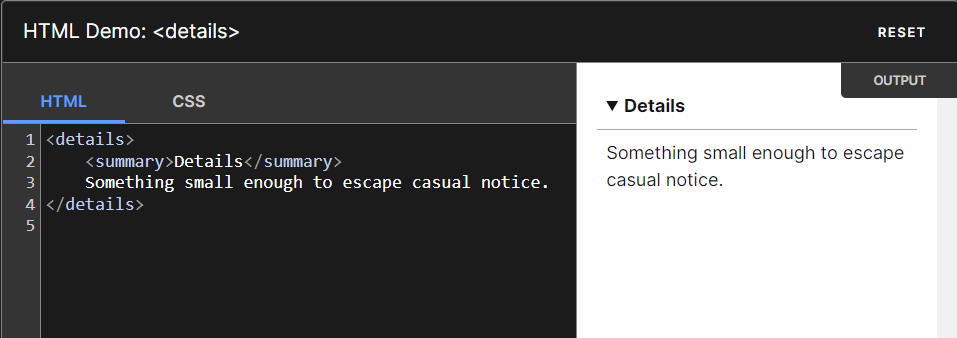 HTML Demo: <details>
RESET
HTML
CSS
OUTPUT
1 <details>
2     <summary>Details</summary>
3     Something small enough to escape casual notice.
4 </details>
5
▼ Details
Something small enough to escape
casual notice.